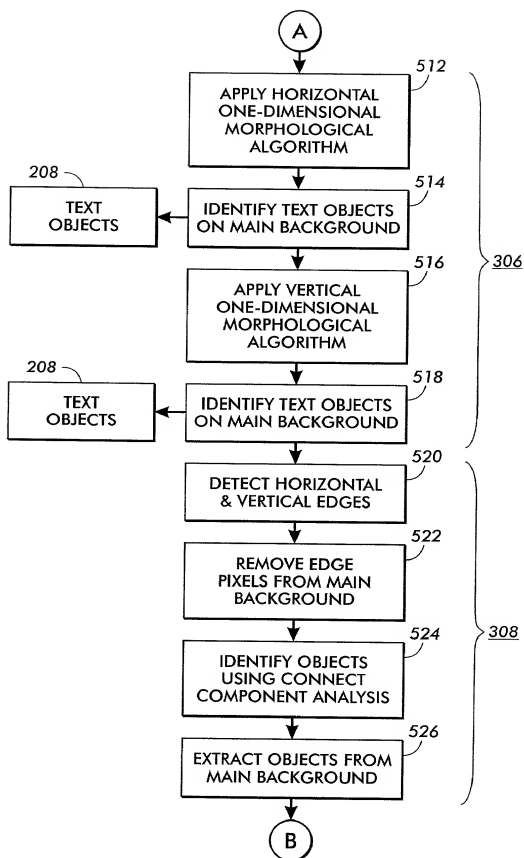 A
512
APPLY HORIZONTAL
ONE-DIMENSIONAL
MORPHOLOGICAL
ALGORITHM
208
TEXT
OBJECTS
514
IDENTIFY TEXT OBJECTS
ON MAIN BACKGROUND
516
306
APPLY VERTICAL
ONE-DIMENSIONAL
MORPHOLOGICAL
ALGORITHM
208
TEXT
OBJECTS
518
IDENTIFY TEXT OBJECTS
ON MAIN BACKGROUND
520
DETECT HORIZONTAL
& VERTICAL EDGES
522
REMOVE EDGE
PIXELS FROM MAIN
BACKGROUND
524
308
IDENTIFY OBJECTS
USING CONNECT
COMPONENT ANALYSIS
526
EXTRACT OBJECTS FROM
MAIN BACKGROUND
B